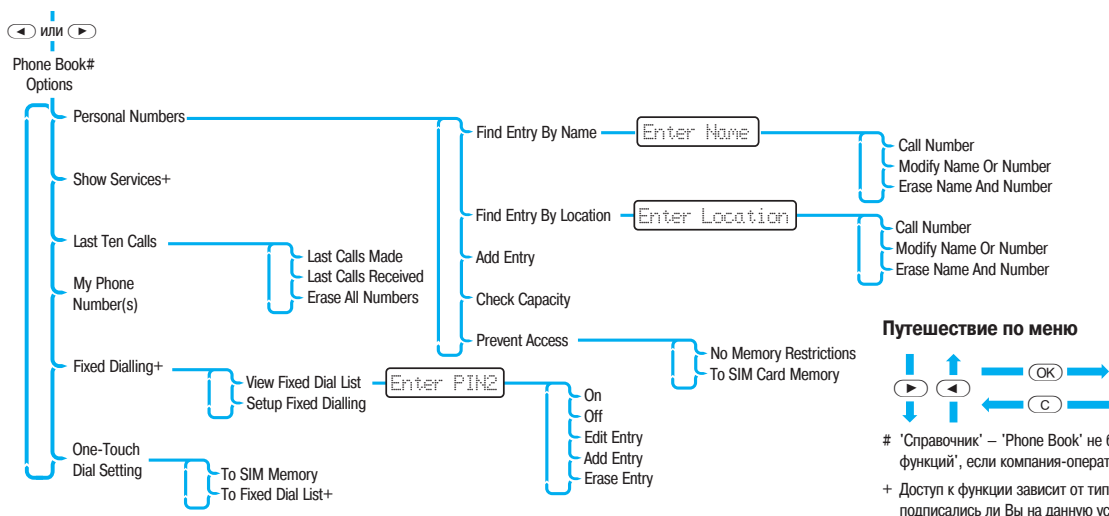 ◄ или ►
Phone Book#
Options
Personal Numbers
Show Services+
Last Ten Calls
Last Calls Made
Last Calls Received
Erase All Numbers
My Phone
Number(s)
Fixed Dialling+
View Fixed Dial List
Setup Fixed Dialling
Enter PIN2
On
Off
Edit Entry
Add Entry
Erase Entry
One-Touch
Dial Setting
To SIM Memory
To Fixed Dial List+
Find Entry By Name
Enter Name
Call Number
Modify Name Or Number
Erase Name And Number
Find Entry By Location
Enter Location
Call Number
Modify Name Or Number
Erase Name And Number
Add Entry
Check Capacity
Prevent Access
No Memory Restrictions
To SIM Card Memory
Путешествие по меню
► ◄ OK
C
# 'Справочник' – 'Phone Book' не
функций', если компания-операт
+ Доступ к функции зависит от тип
подписались ли Вы на данную ус